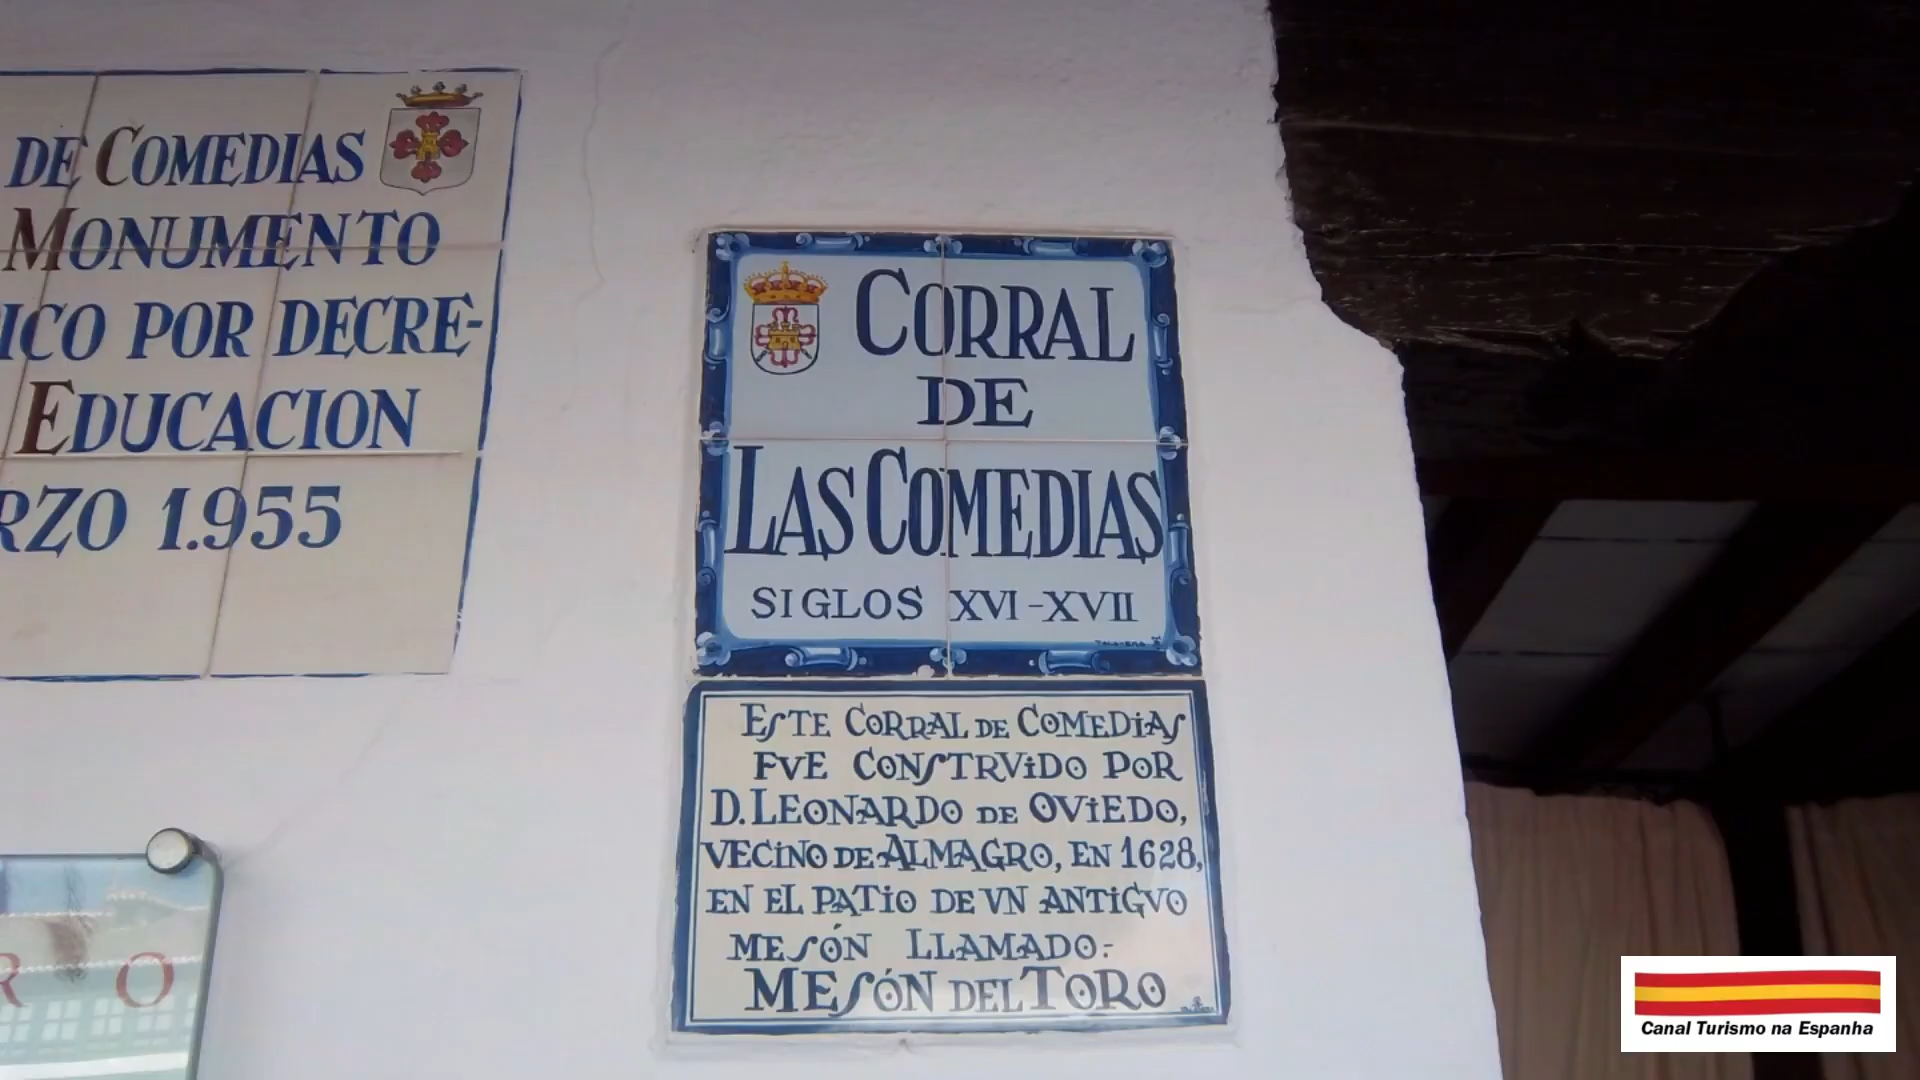 DE COMEDIAS
MONUMENTO
ICO POR DECRE-
EDUCACION
RZO 1.955
CORRAL
DE
LAS COMEDIAS
SIGLOS XVI-XVII
ESTE CORRAL DE COMEDIAS
FVE CONSTRVIDO POR
D. LEONARDO DE OVIEDO,
VECINO DE ALMAGRO, EN 1628,
EN EL PATIO DE VN ANTIGVO
MESÓN LLAMADO:
MESÓN DEL TORO
R O
Canal Turismo na Espanha